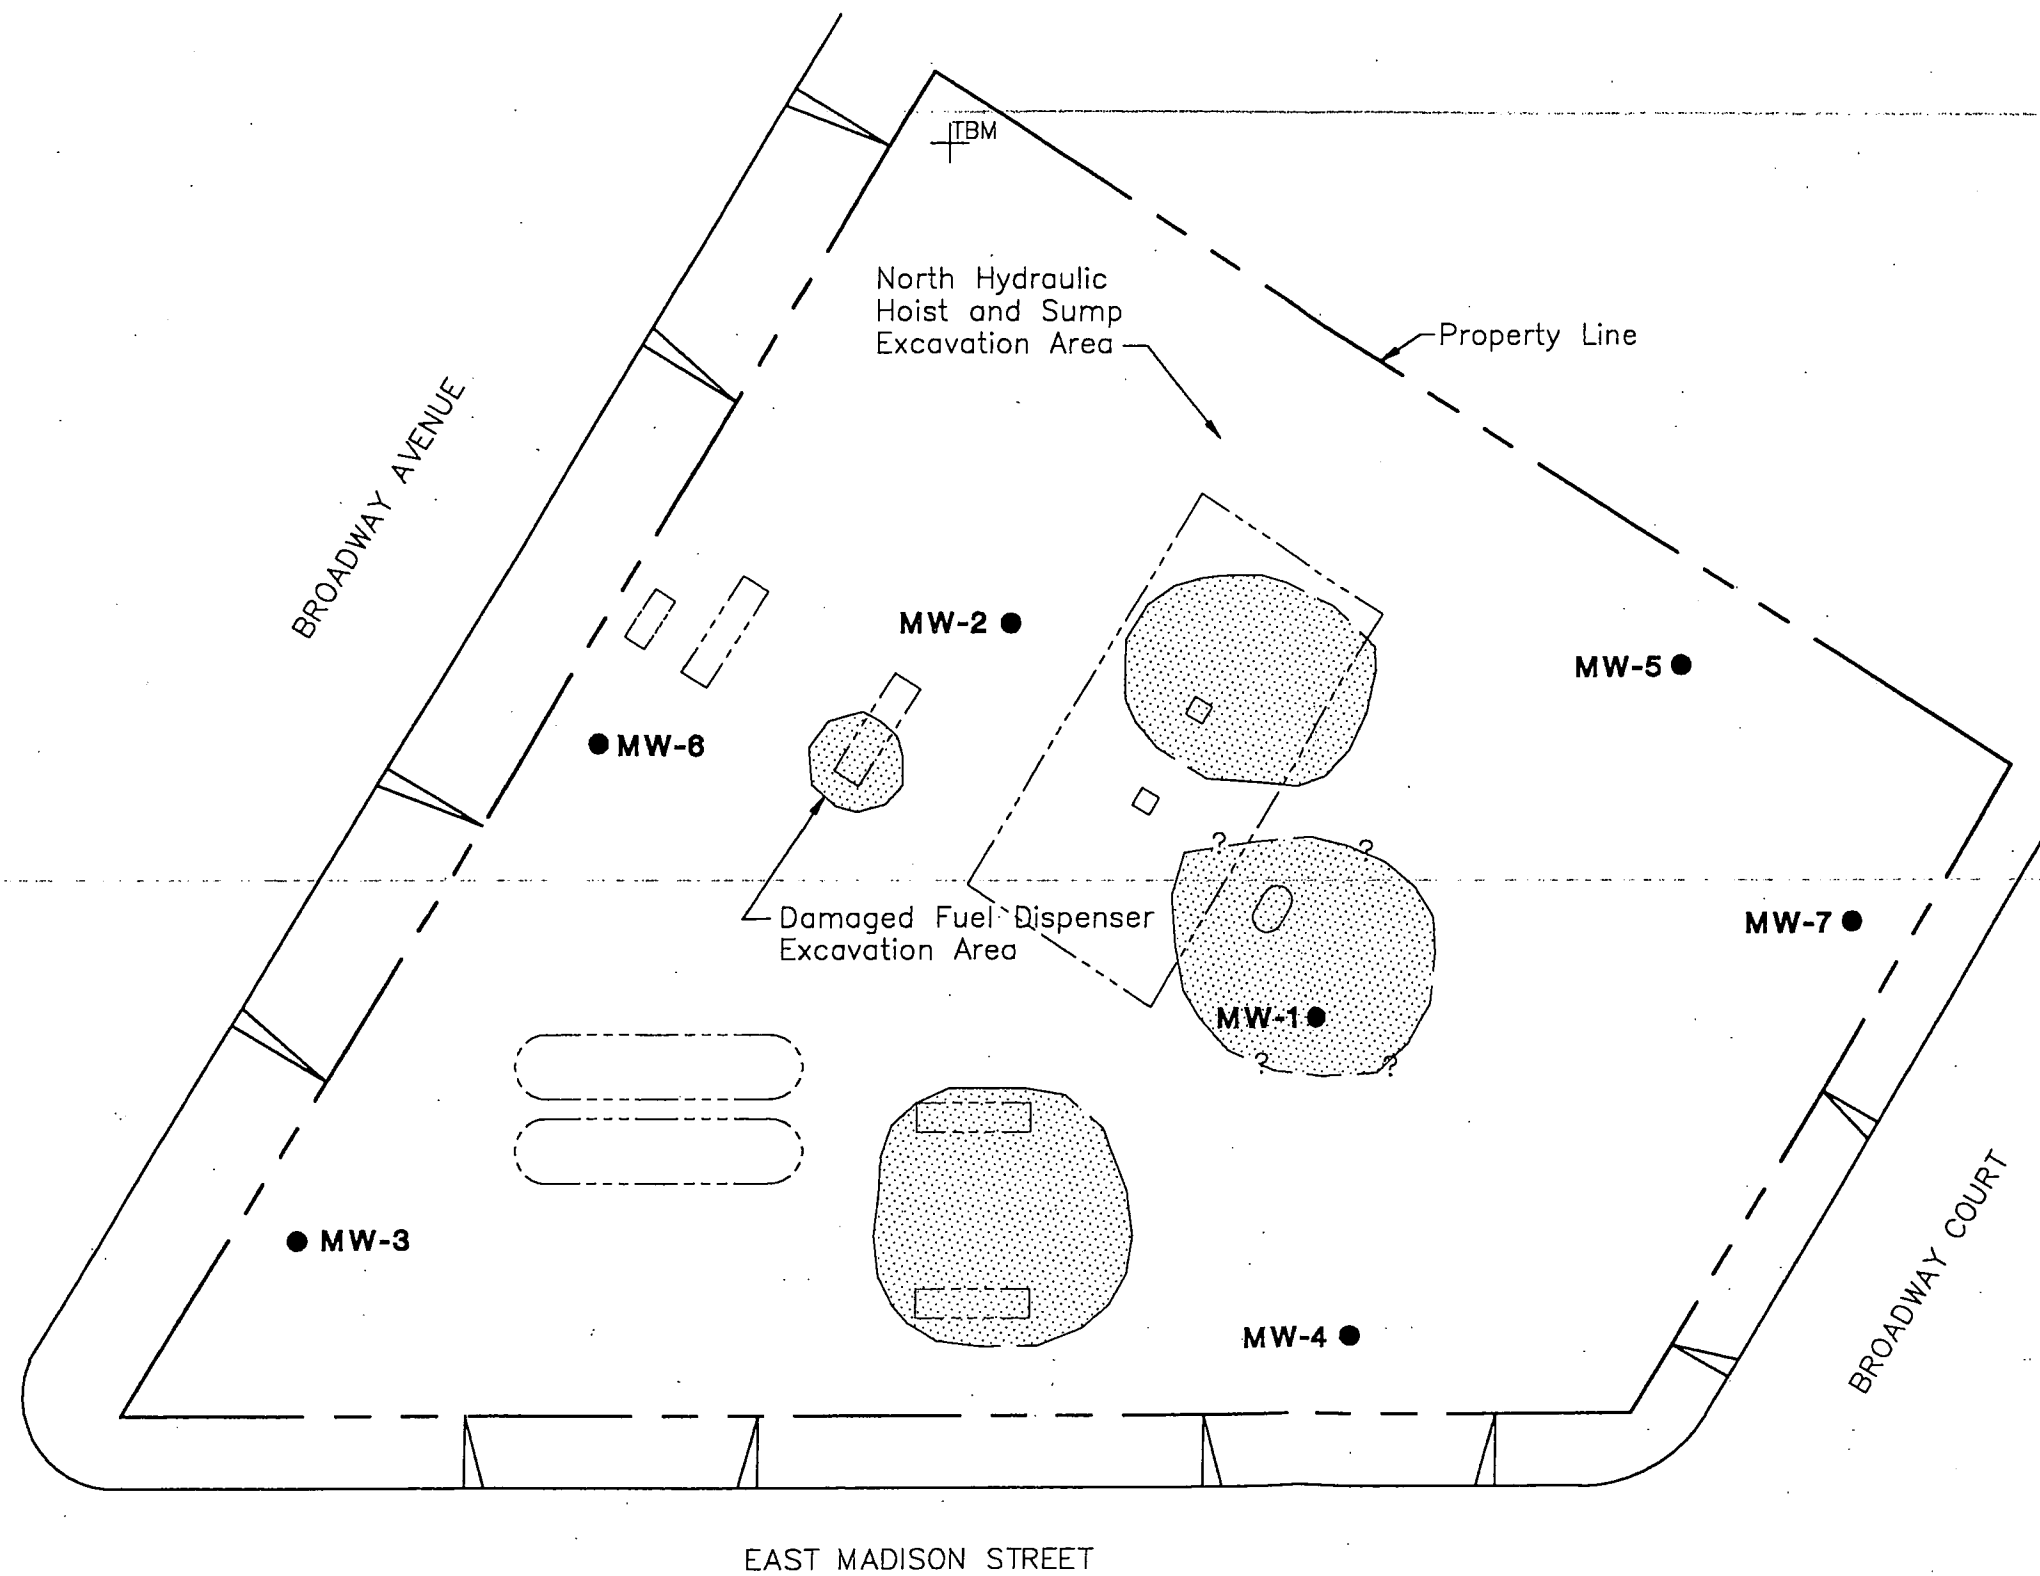 TBM
North Hydraulic
Hoist and Sump
Excavation Area
Property Line
BROADWAY AVENUE
MW-2
MW-5
MW-6
?
?
MW-7
Damaged Fuel Dispenser
Excavation Area
MW-1
?
?
MW-3
MW-4
BROADWAY COURT
EAST MADISON STREET